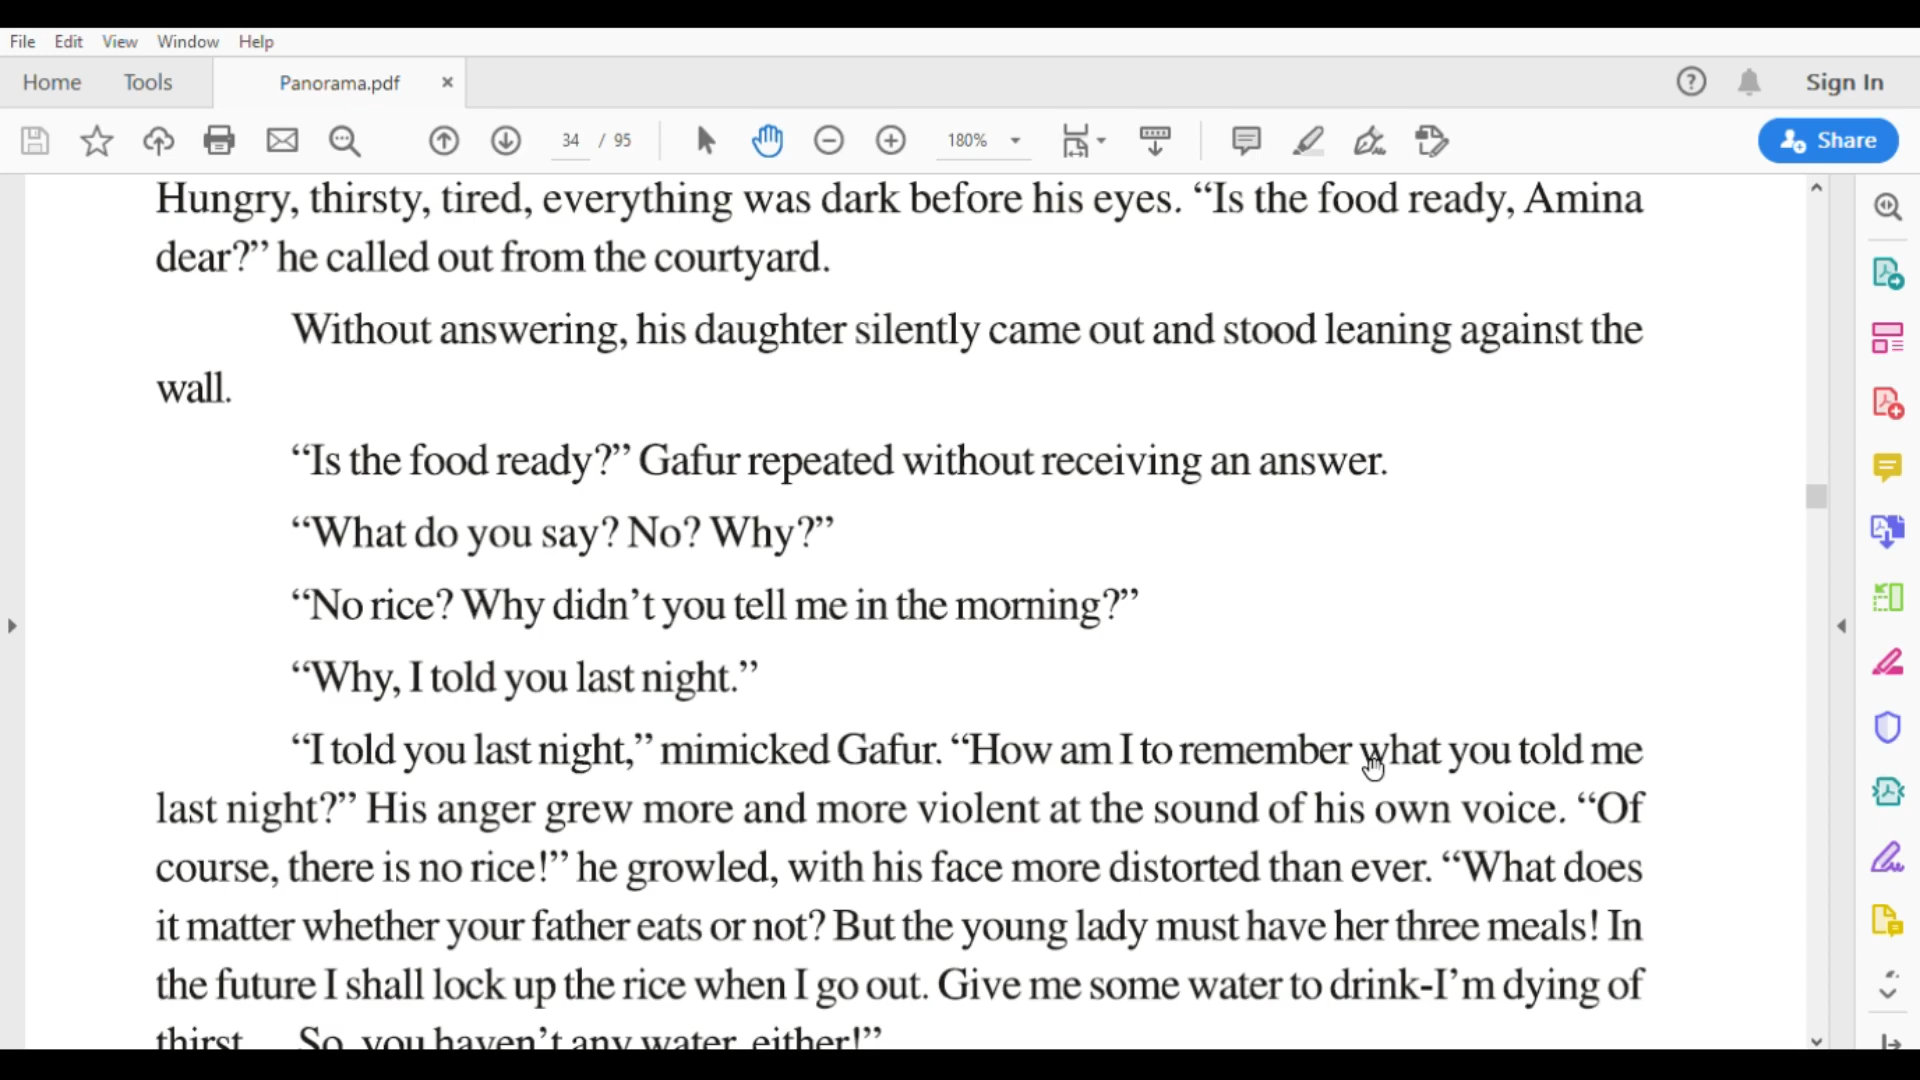 File Edit View Window Help
Home Tools Panorama.pdf × ? Sign In
34 / 95 180% Share
Hungry, thirsty, tired, everything was dark before his eyes. “Is the food ready, Amina
dear?” he called out from the courtyard.
Without answering, his daughter silently came out and stood leaning against the
wall.
“Is the food ready?” Gafur repeated without receiving an answer.
“What do you say? No? Why?”
“No rice? Why didn’t you tell me in the morning?”
“Why, I told you last night.”
“I told you last night,” mimicked Gafur. “How am I to remember what you told me
last night?” His anger grew more and more violent at the sound of his own voice. “Of
course, there is no rice!” he growled, with his face more distorted than ever. “What does
it matter whether your father eats or not? But the young lady must have her three meals! In
the future I shall lock up the rice when I go out. Give me some water to drink-I’m dying of
thirst.... So, you haven’t any water, either!”